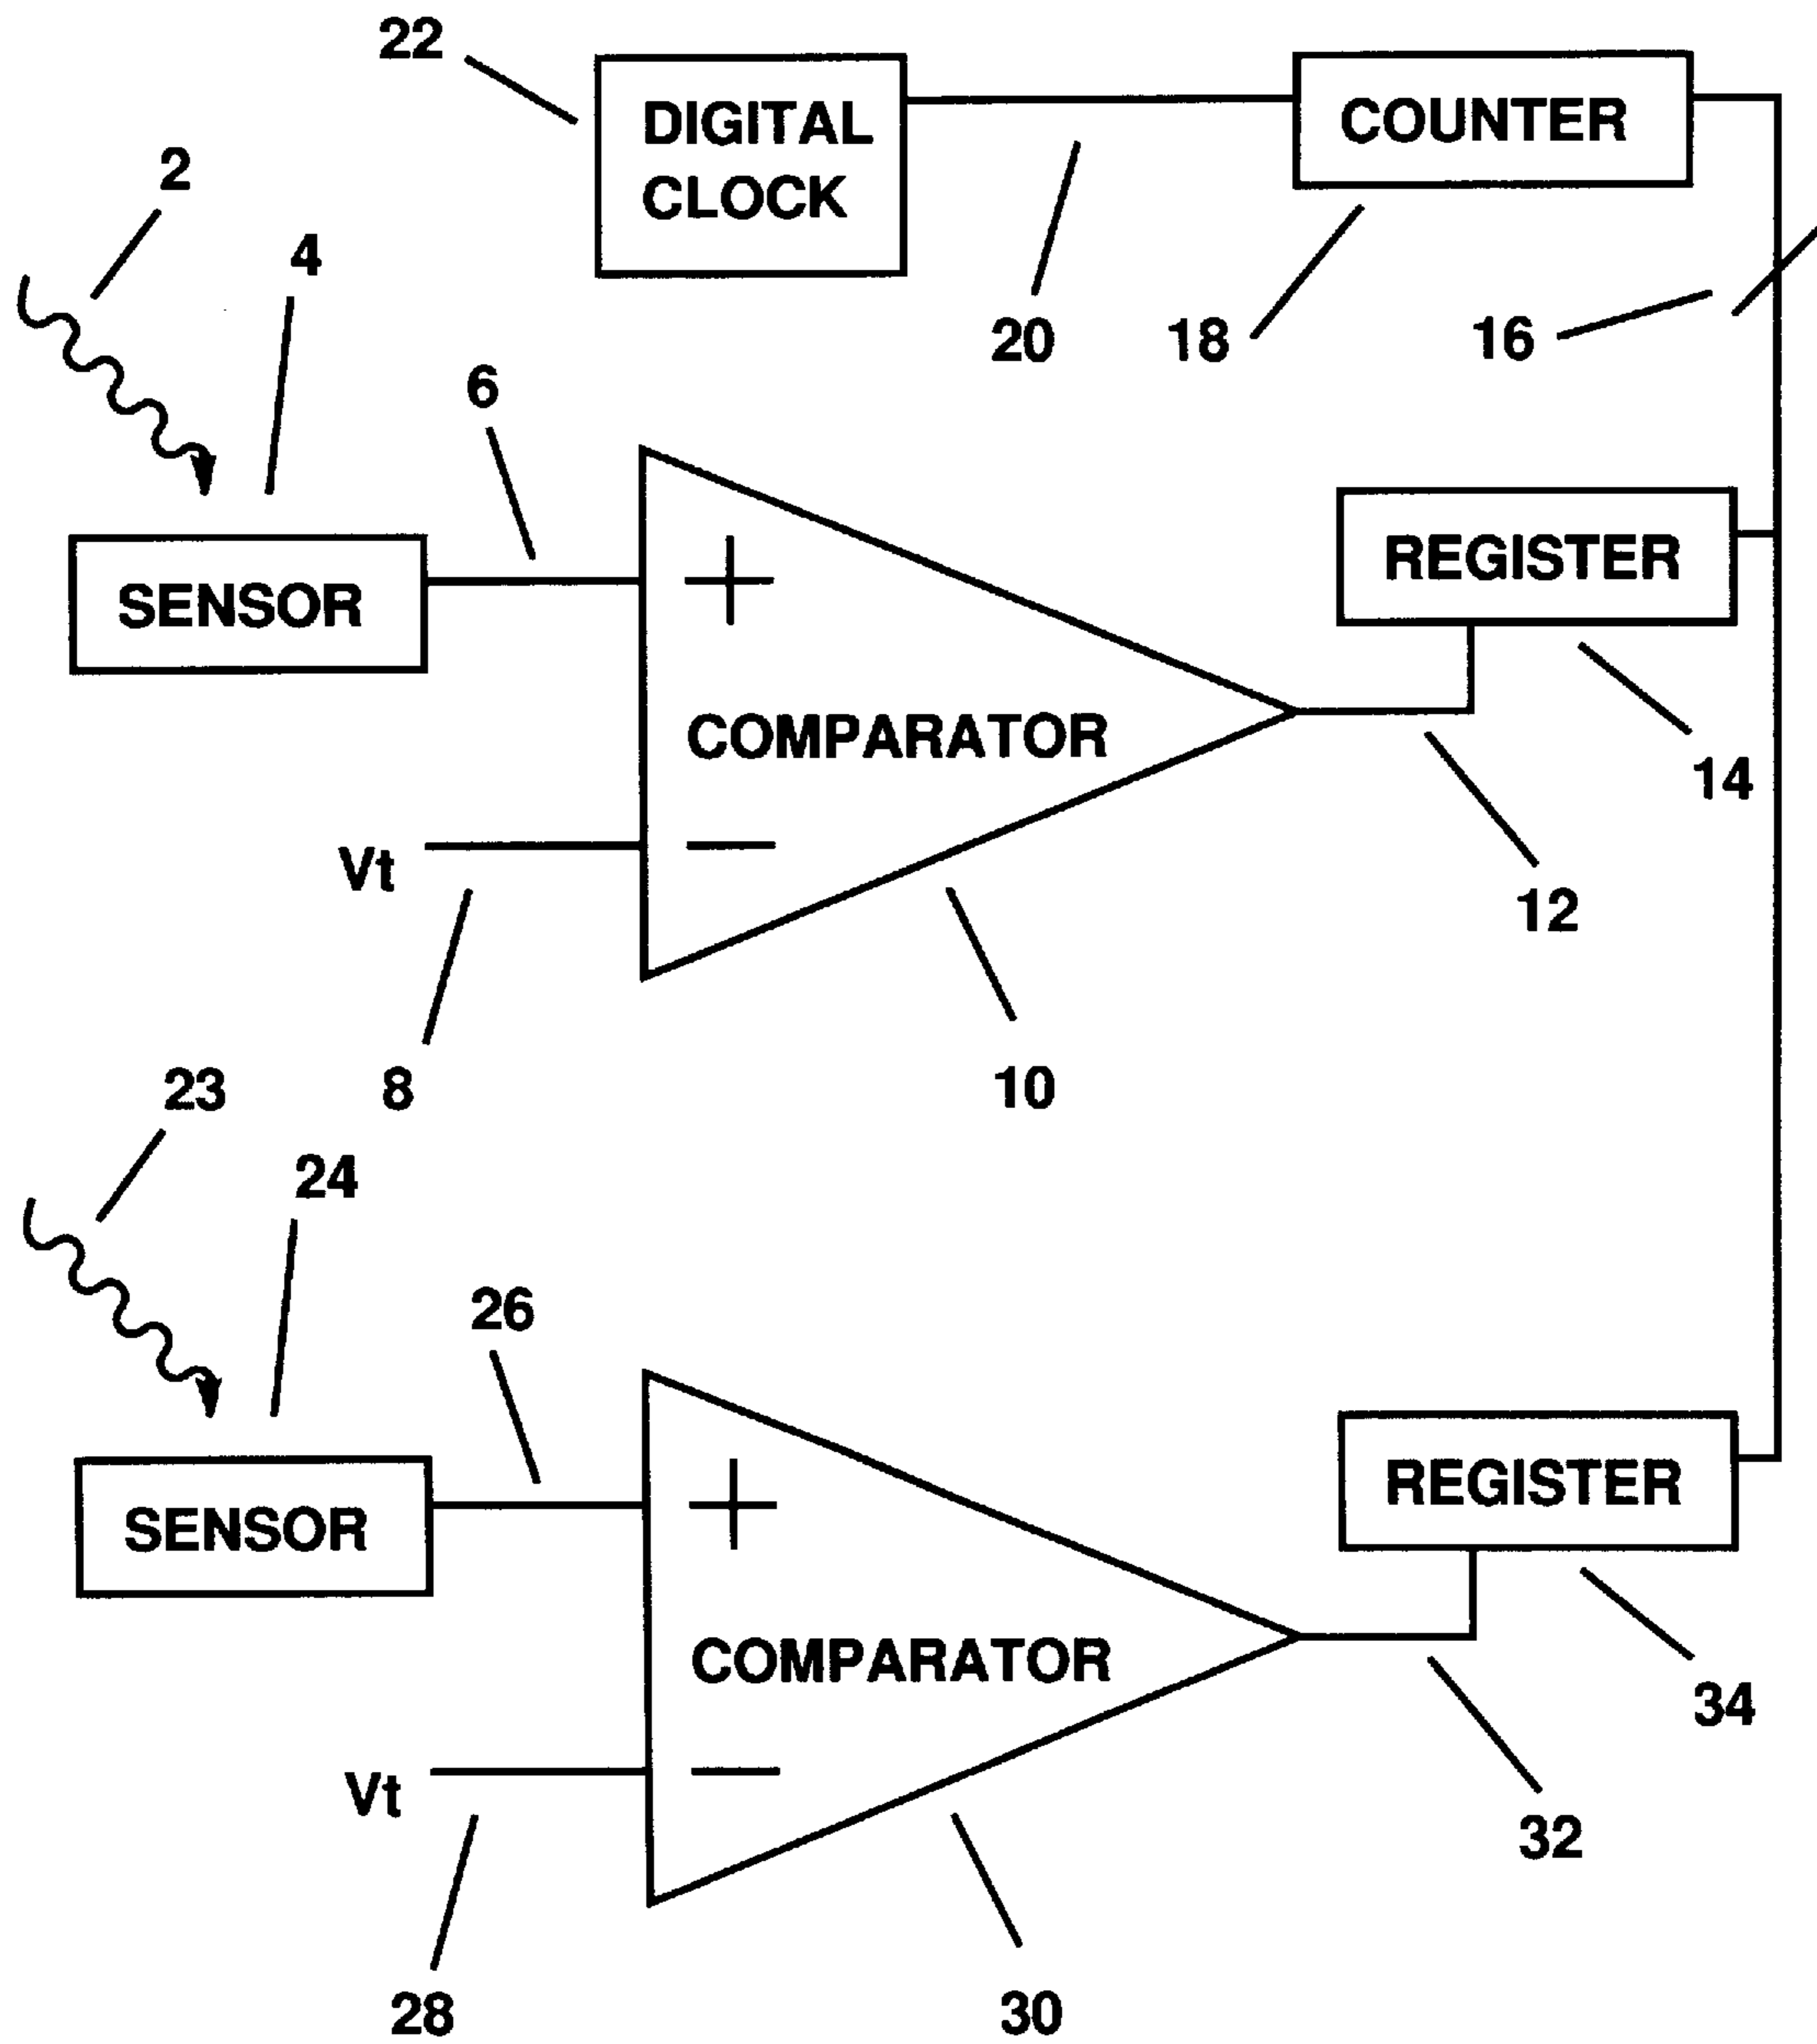 22
DIGITAL
CLOCK
COUNTER
2
4
20
18
16
6
SENSOR
+
REGISTER
COMPARATOR
14
Vt
−
12
8
10
23
24
26
SENSOR
+
REGISTER
COMPARATOR
34
Vt
−
32
28
30